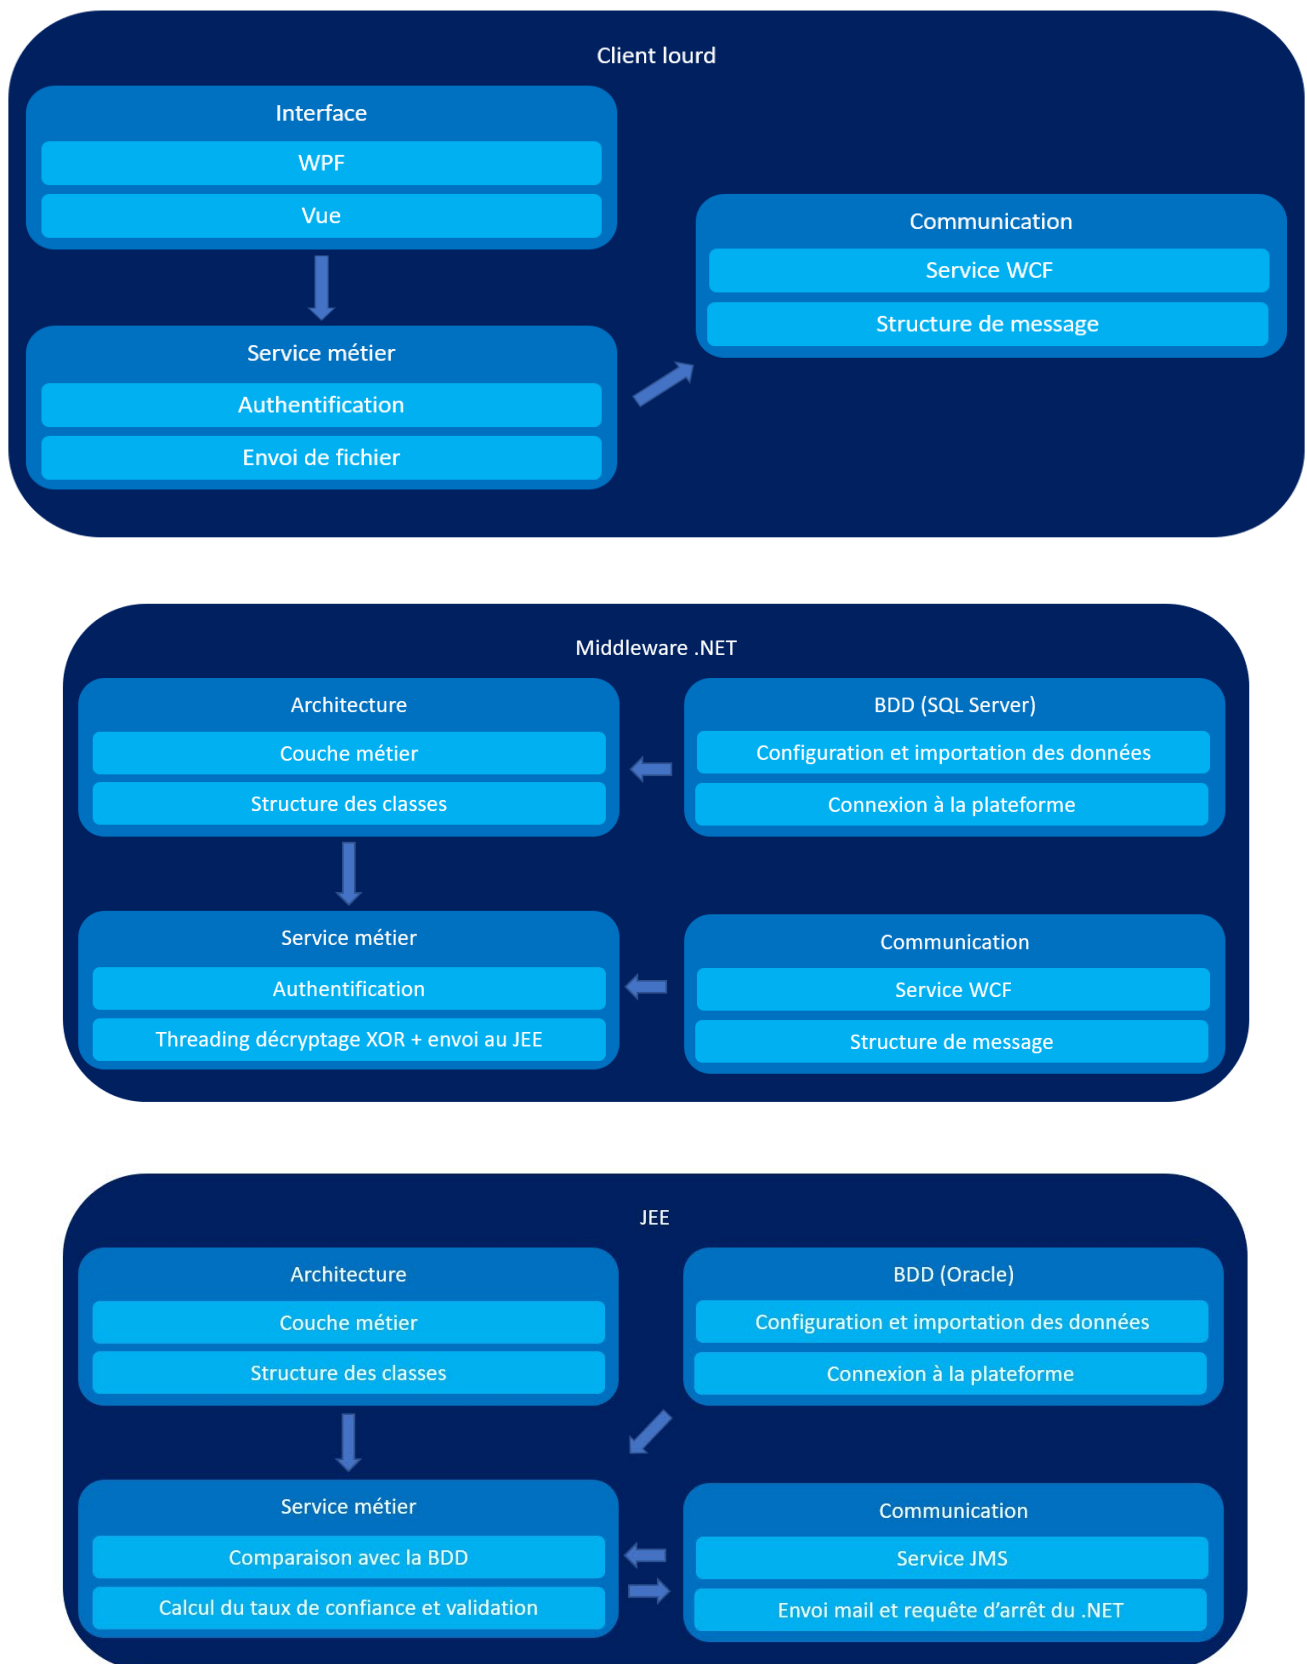 Client lourd
Interface
WPF
Vue
Communication
Service WCF
Structure de message
Service métier
Authentification
Envoi de fichier
Middleware .NET
Architecture
Couche métier
Structure des classes
BDD (SQL Server)
Configuration et importation des données
Connexion à la plateforme
Service métier
Authentification
Threading décryptage XOR + envoi au JEE
Communication
Service WCF
Structure de message
JEE
Architecture
Couche métier
Structure des classes
BDD (Oracle)
Configuration et importation des données
Connexion à la plateforme
Service métier
Comparaison avec la BDD
Calcul du taux de confiance et validation
Communication
Service JMS
Envoi mail et requête d’arrêt du .NET